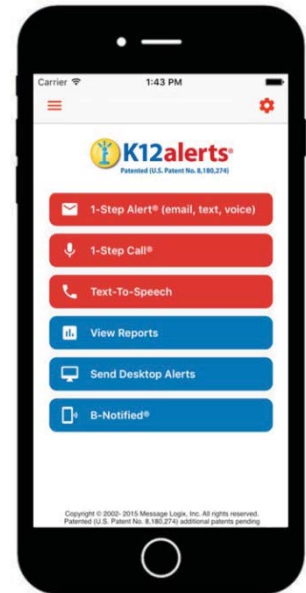 Carrier 1:43 PM
K12alerts®
Patented (U.S. Patent No. 8,180,274)
1-Step Alert® (email, text, voice)
1-Step Call®
Text-To-Speech
View Reports
Send Desktop Alerts
B-Notified®
Copyright © 2002- 2015 Message Logix, Inc. All rights reserved.
Patented (U.S. Patent No. 8,180,274) additional patents pending